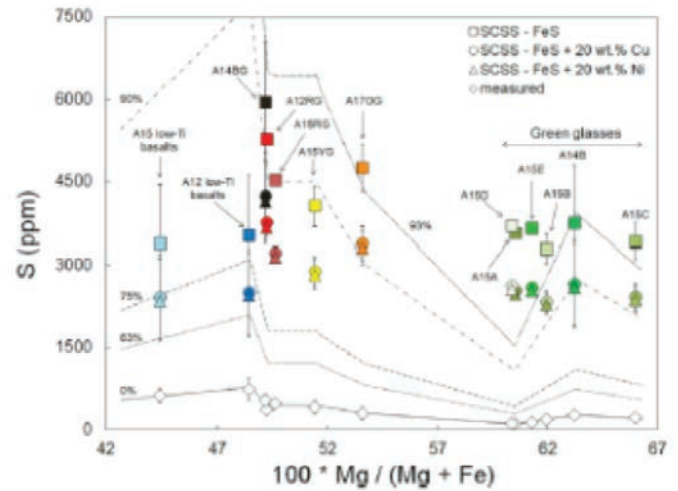 7500
6000
4500
3000
1500
0
S (ppm)
42
47
52
57
62
67
100 * Mg / (Mg + Fe)
SCSS - FeS
SCSS - FeS + 20 wt.% Cu
SCSS - FeS + 20 wt.% Ni
measured
Green glasses
90%
A14BG
A12RG
A15RG
A17OG
A15 low-Ti
basalts
A15YG
A12 low-Ti
basalts
A14B
A15E
A15D
A15B
A15C
A15A
93%
75%
63%
0%